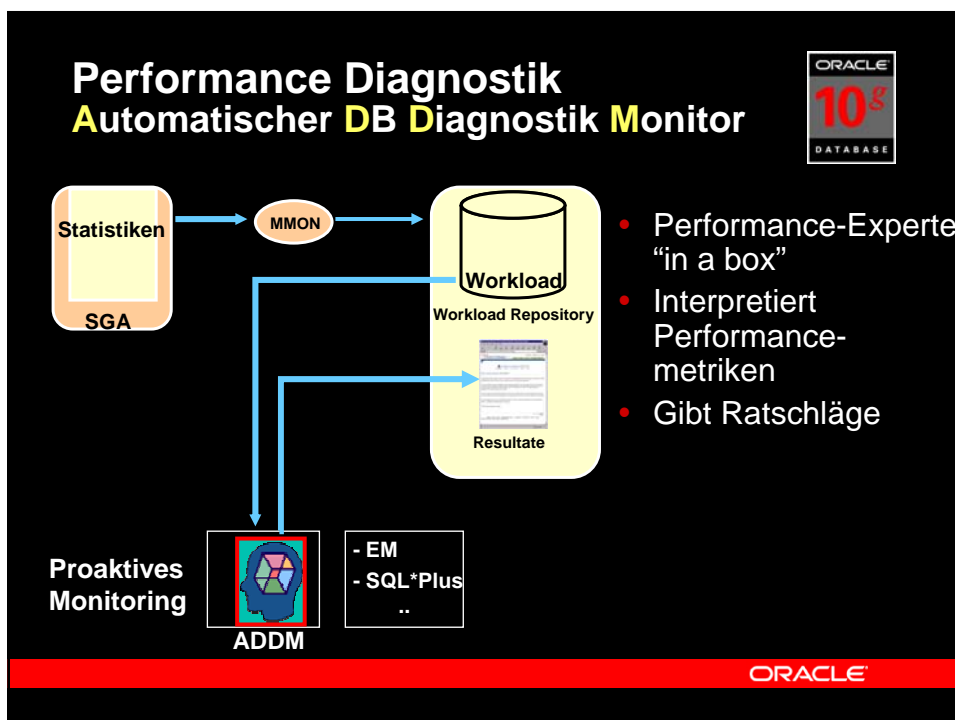 Performance Diagnostik
Automatischer DB Diagnostik Monitor
ORACLE
10g
DATABASE
Statistiken
SGA
MMON
Workload
Workload Repository
Resultate
• Performance-Experte
“in a box”
• Interpretiert
Performance-
metriken
• Gibt Ratschläge
Proaktives
Monitoring
ADDM
- EM
- SQL*Plus
..
ORACLE